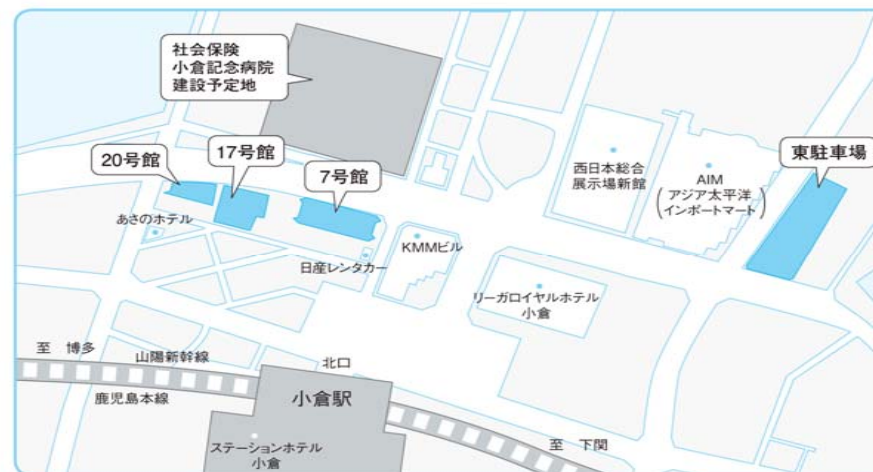 社会保険
小倉記念病院
建設予定地
20号館
17号館
7号館
東駐車場
西日本総合
展示場新館
AIM
(アジア太平洋
インポートマート)
あさのホテル
日産レンタカー
KMMビル
リーガロイヤルホテル
小倉
至 博多
山陽新幹線
北口
鹿児島本線
小倉駅
ステーションホテル
小倉
至 下関